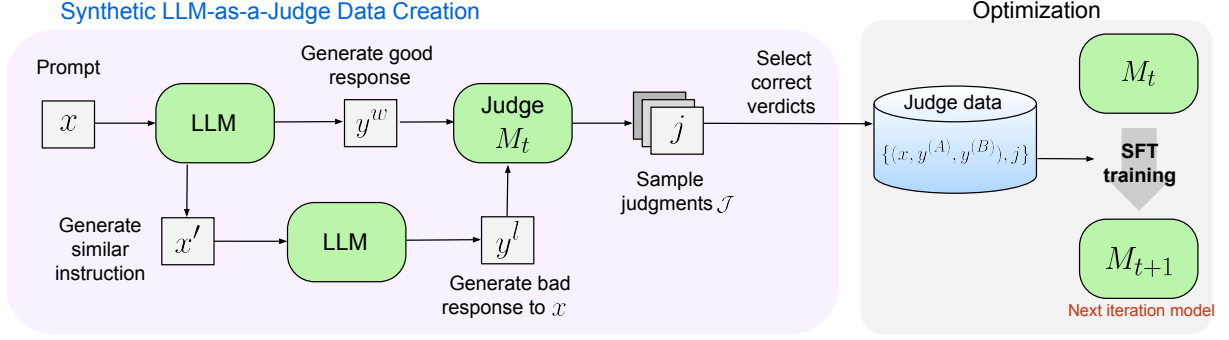 Synthetic LLM-as-a-Judge Data Creation
Optimization
Prompt
x
LLM
Generate good
response
y^w
Judge
M_t
j
Sample
judgments 𝒥
Select
correct
verdicts
Generate
similar
instruction
x′
LLM
y^l
Generate bad
response to x
Judge data
{(x, y^(A), y^(B)), j}
M_t
SFT
training
M_{t+1}
Next iteration model